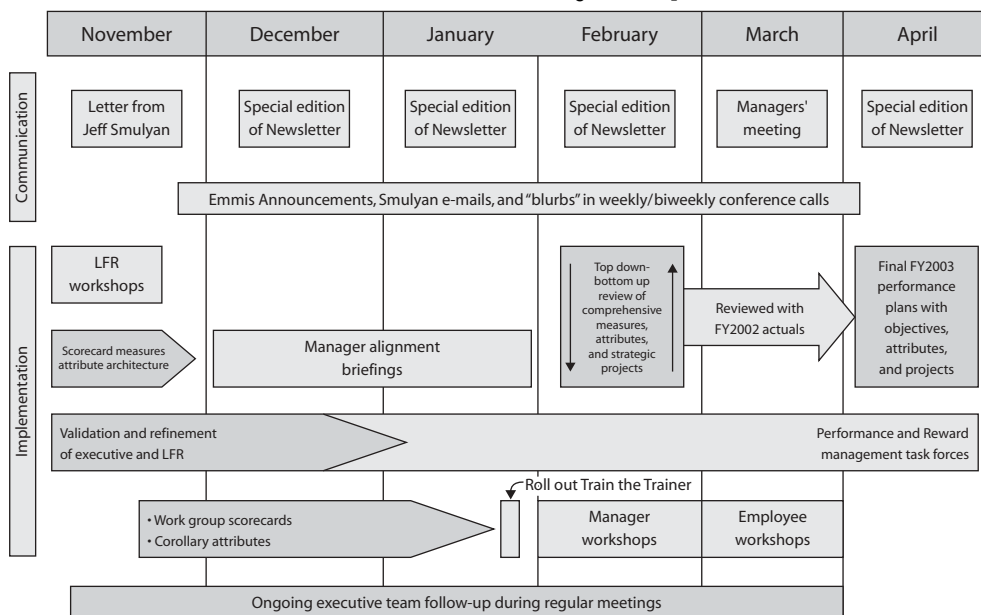 November December January February March April
Communication
Letter from
Jeff Smulyan
Special edition
of Newsletter
Special edition
of Newsletter
Special edition
of Newsletter
Managers'
meeting
Special edition
of Newsletter
Emmis Announcements, Smulyan e-mails, and "blurbs" in weekly/biweekly conference calls
Implementation
LFR
workshops
Top down-
bottom up
review of
comprehensive
measures,
attributes,
and strategic
projects
Reviewed with
FY2002 actuals
Final FY2003
performance
plans with
objectives,
attributes,
and projects
Scorecard measures
attribute architecture
Manager alignment
briefings
Validation and refinement
of executive and LFR
Performance and Reward
management task forces
Roll out Train the Trainer
• Work group scorecards
• Corollary attributes
Manager
workshops
Employee
workshops
Ongoing executive team follow-up during regular meetings